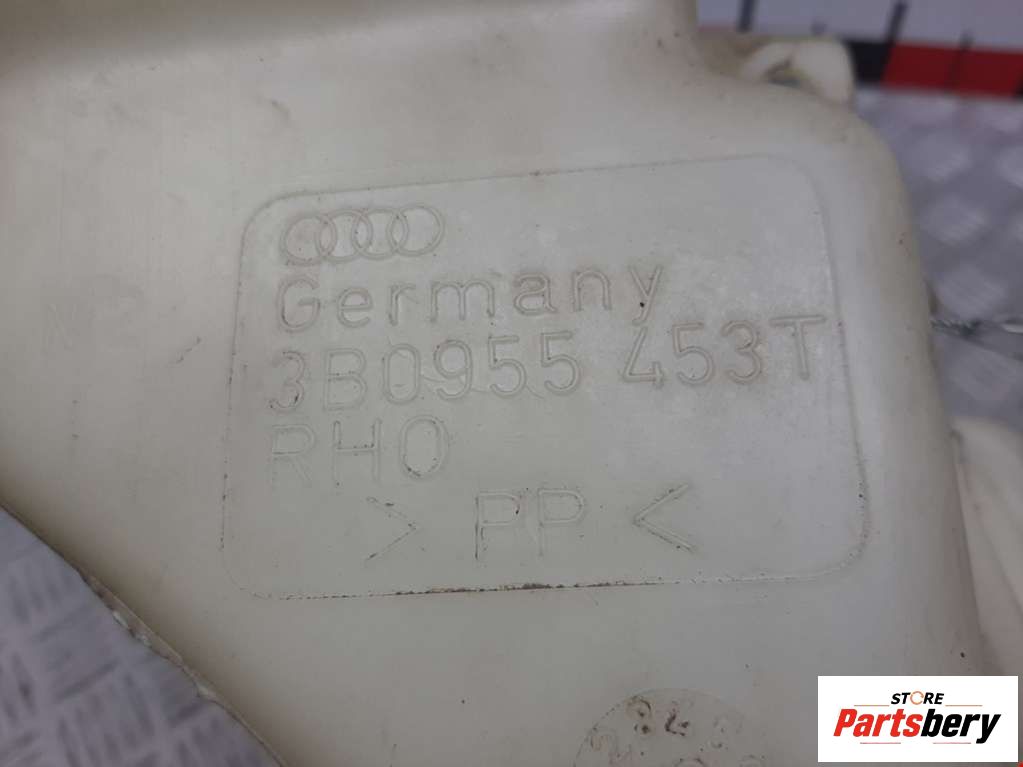 Germany
3B0955 453T
RHO
> PP <
STORE
Partsbery